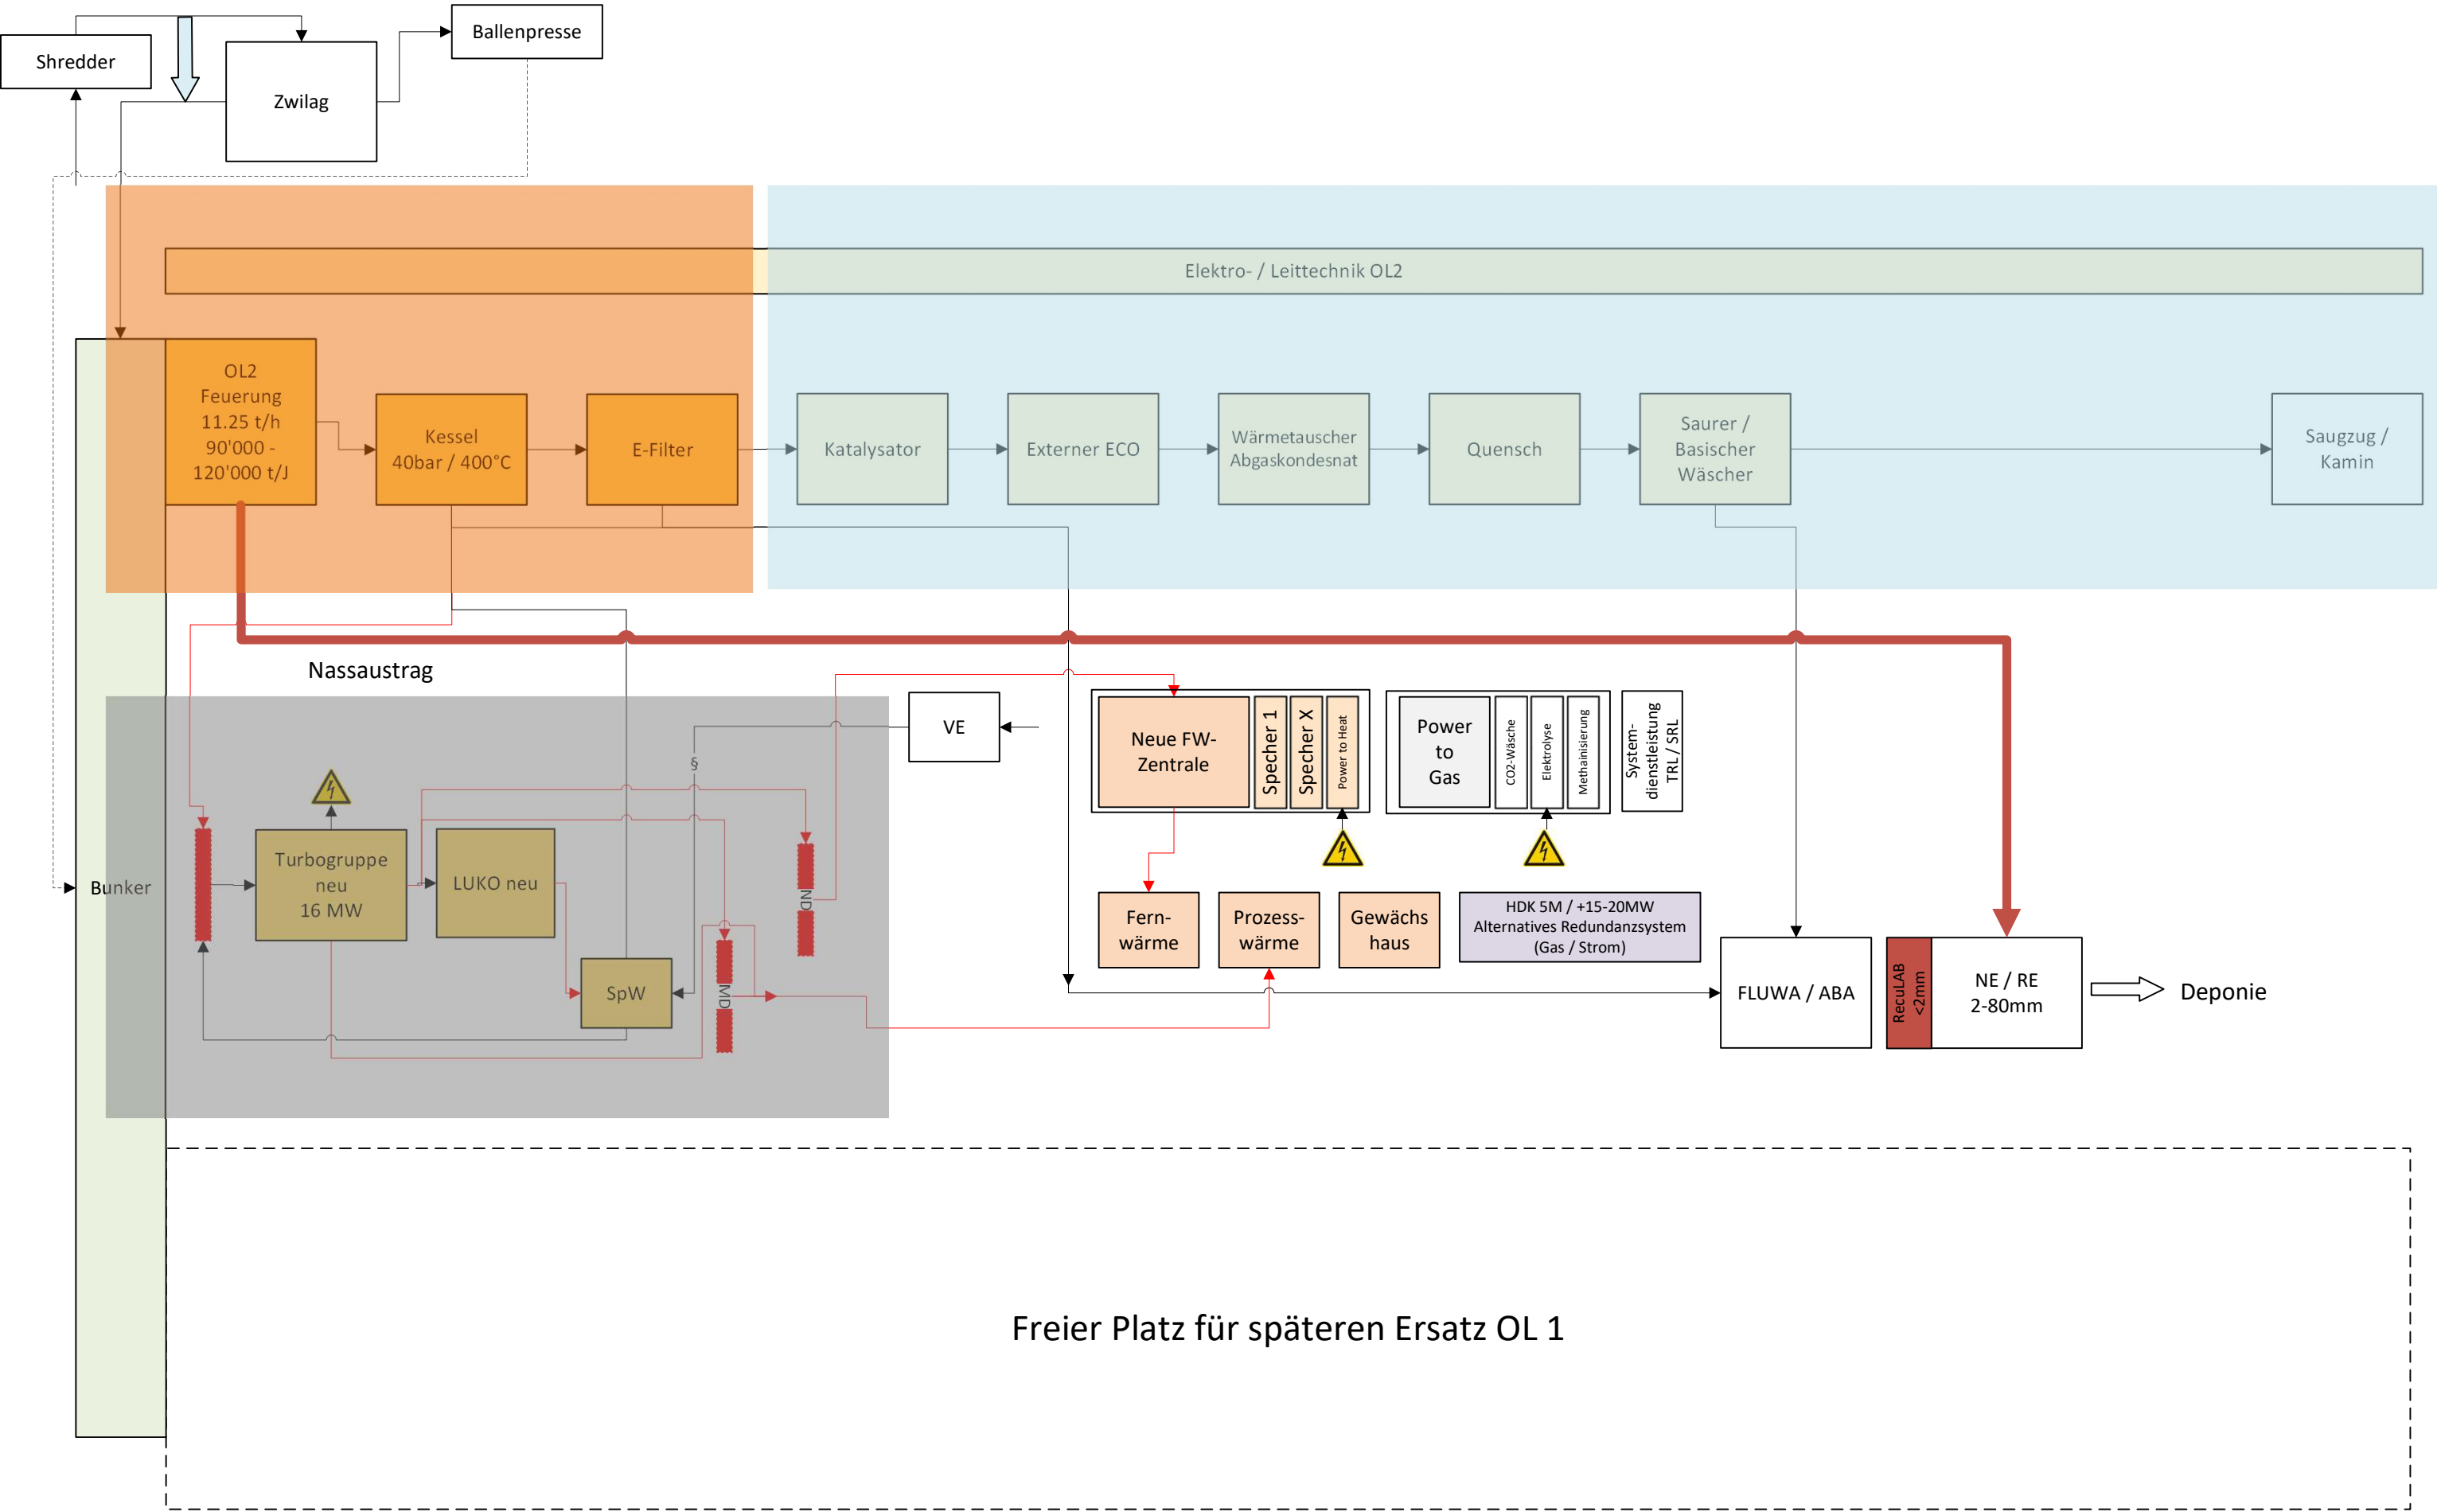 Ballenpresse
Shredder
Zwilag
Elektro- / Leittechnik OL2
OL2
Feuerung
11.25 t/h
90'000 -
120'000 t/J
Kessel
40bar / 400°C
E-Filter
Katalysator
Externer ECO
Wärmetauscher
Abgaskondesnat
Quensch
Saurer /
Basischer
Wäscher
Saugzug /
Kamin
Nassaustrag
VE
Neue FW-
Zentrale
Specher 1
Specher X
Power to Heat
Power
to
Gas
CO2-Wäsche
Elektrolyse
Methainisierung
System-
dienstleistung
TRL / SRL
§
Bunker
Turbogruppe
neu
16 MW
LUKO neu
ND
SpW
MD
Fern-
wärme
Prozess-
wärme
Gewächs
haus
HDK 5M / +15-20MW
Alternatives Redundanzsystem
(Gas / Strom)
FLUWA / ABA
RecuLAB
<2mm
NE / RE
2-80mm
Deponie
Freier Platz für späteren Ersatz OL 1